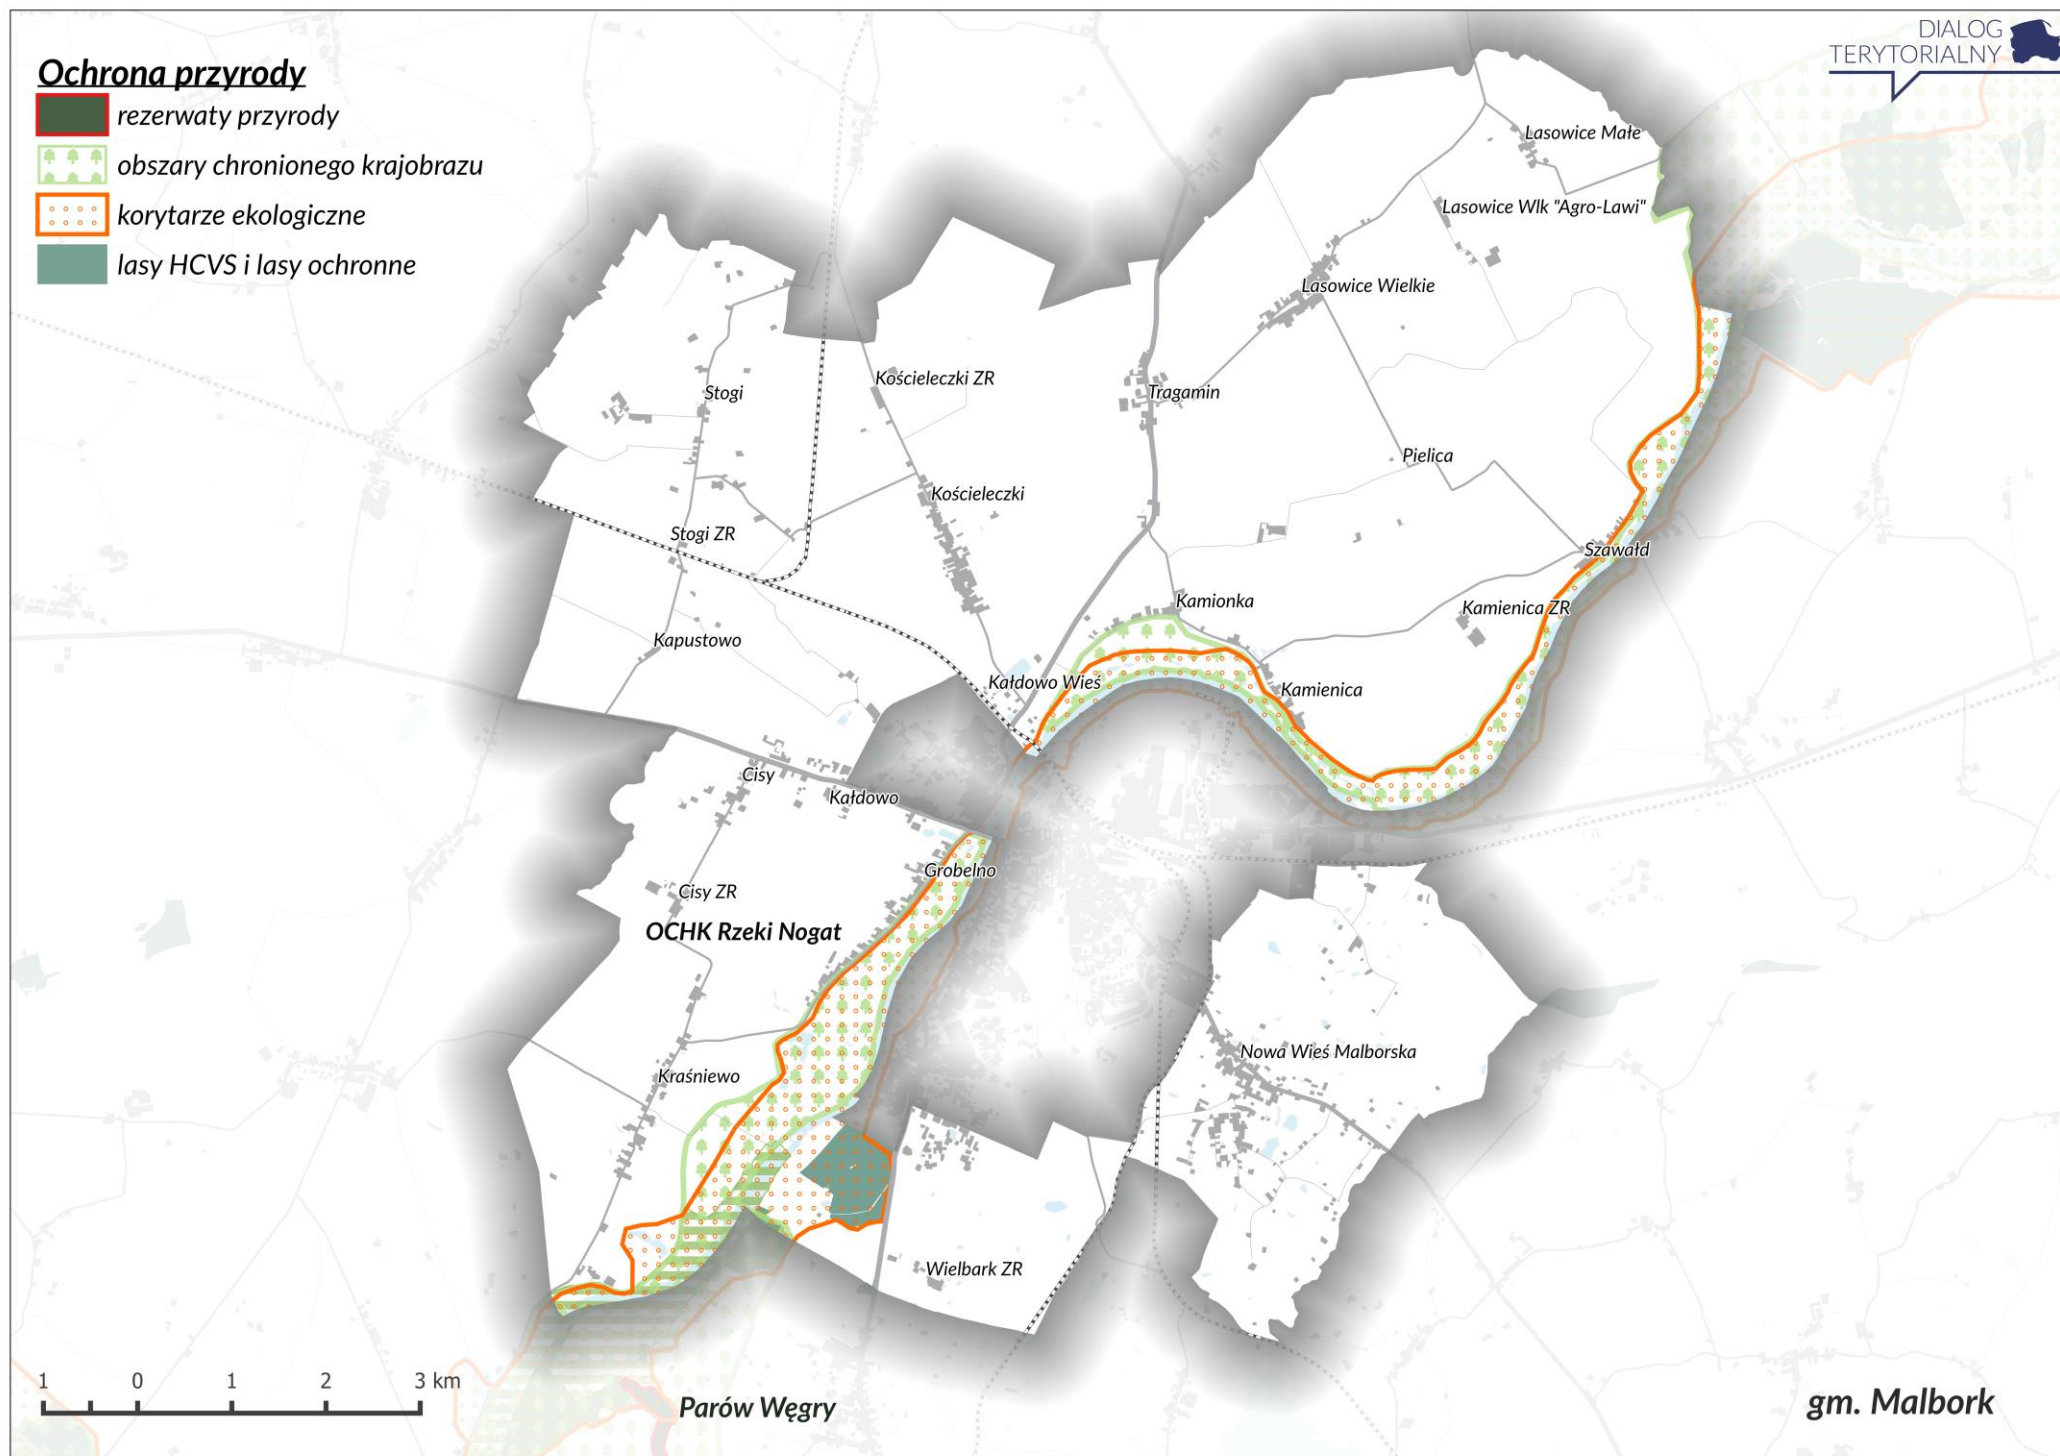 DIALOG
TERYTORIALNY
Ochrona przyrody
rezerwaty przyrody
obszary chronionego krajobrazu
korytarze ekologiczne
lasy HCVS i lasy ochronne
Lasowice Małe
Lasowice Wlk "Agro-Lawi"
Lasowice Wielkie
Kościeleczki ZR
Stogi
Tragamin
Pielica
Kościeleczki
Stogi ZR
Szawałd
Kamionka
Kamienica ZR
Kapustowo
Kałdowo Wieś
Kamienica
Cisy
Kałdowo
Grobelno
Cisy ZR
OCHK Rzeki Nogat
Nowa Wieś Malborska
Kraśniewo
Wielbark ZR
1 0 1 2 3 km
Parów Węgry
gm. Malbork